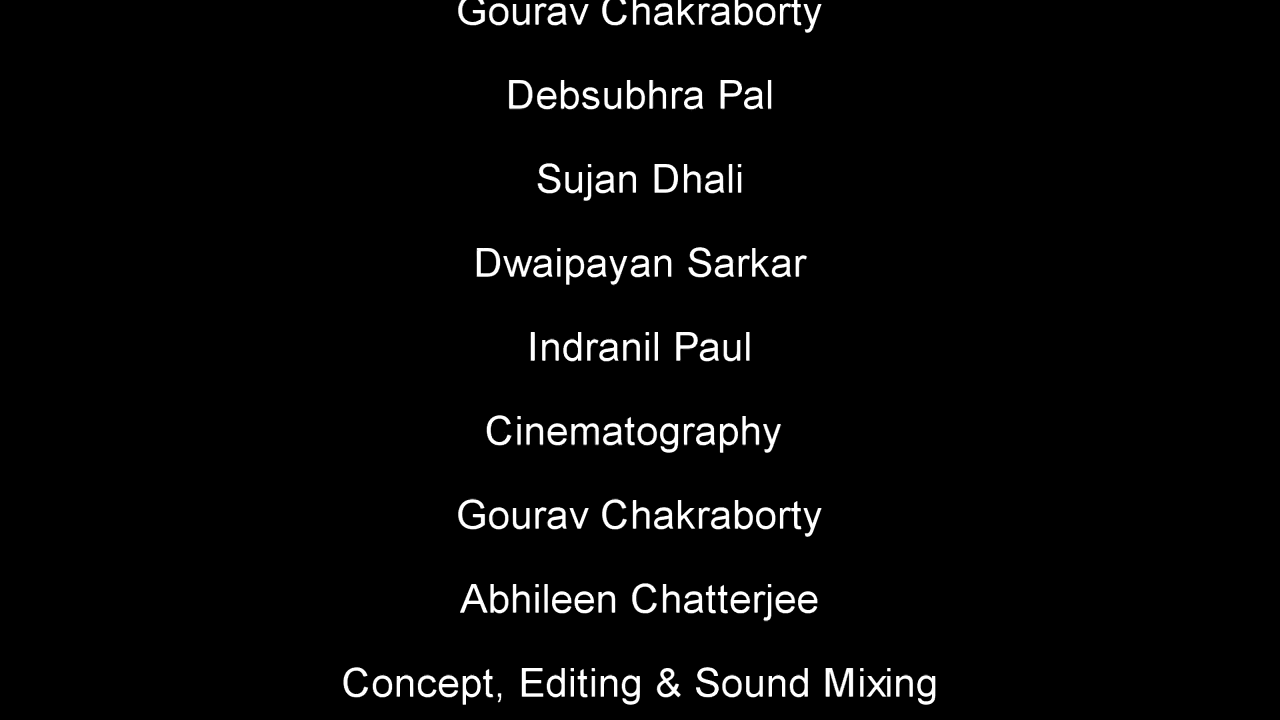 Gourav Chakraborty
Debsubhra Pal
Sujan Dhali
Dwaipayan Sarkar
Indranil Paul
Cinematography
Gourav Chakraborty
Abhileen Chatterjee
Concept, Editing & Sound Mixing